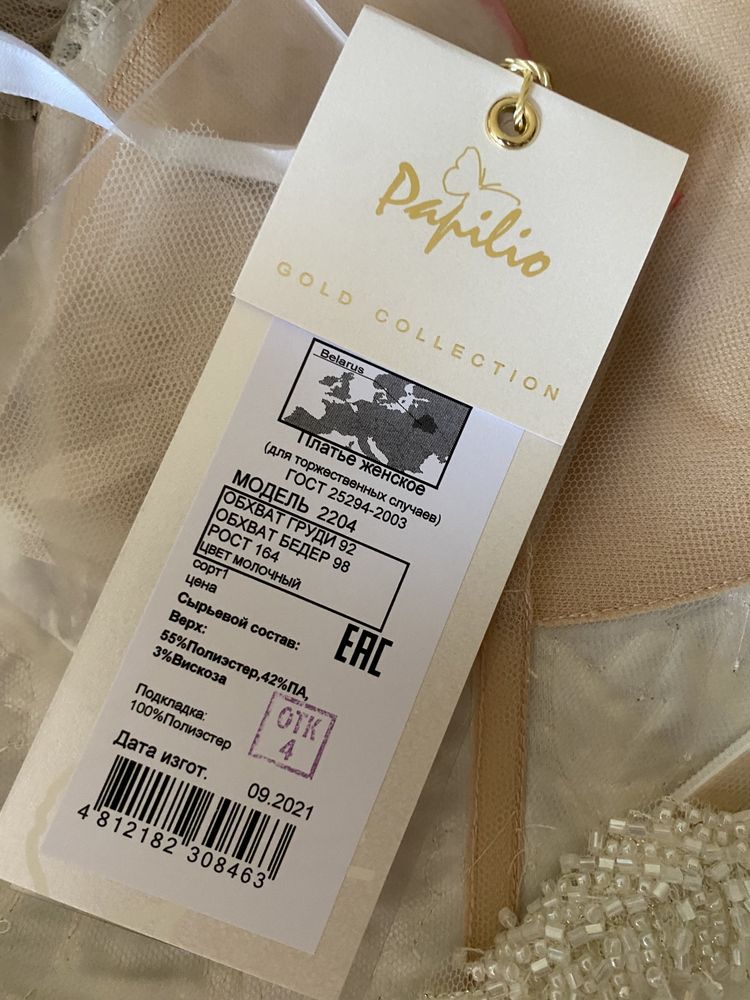 Papilio
GOLD COLLECTION
Belarus
Платье женское
(для торжественных случаев)
ГОСТ 25294-2003
МОДЕЛЬ 2204
ОБХВАТ ГРУДИ 92
ОБХВАТ БЕДЕР 98
РОСТ 164
ЦВЕТ МОЛОЧНЫЙ
сорт1
цена
Сырьевой состав:
Верх:
55%Полиэстер,42%ПА,
3%Вискоза
ЕАС
Подкладка:
100%Полиэстер
ОТК
4
Дата изгот.
09.2021
4 812182 308463